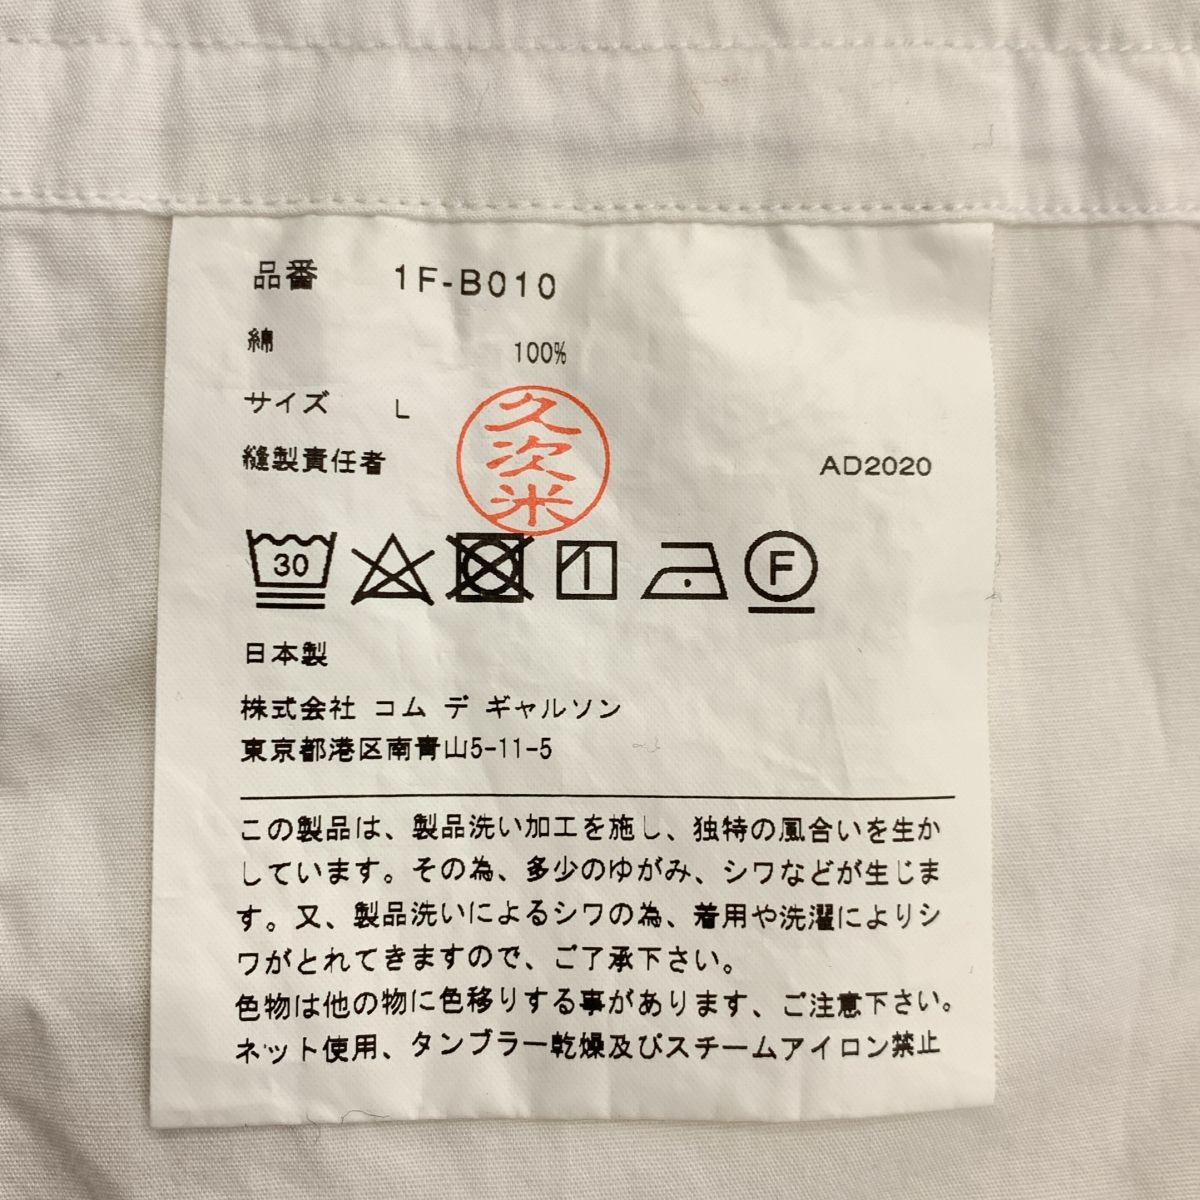 品番 1F-B010
綿 100%
サイズ L
久次米
縫製責任者 AD2020
30 F
日本製
株式会社 コム デ ギャルソン
東京都港区南青山5-11-5
この製品は、製品洗い加工を施し、独特の風合いを生か
しています。その為、多少のゆがみ、シワなどが生じま
す。又、製品洗いによるシワの為、着用や洗濯によりシ
ワがとれてきますので、ご了承下さい。
色物は他の物に色移りする事があります、ご注意下さい。
ネット使用、タンブラー乾燥及びスチームアイロン禁止